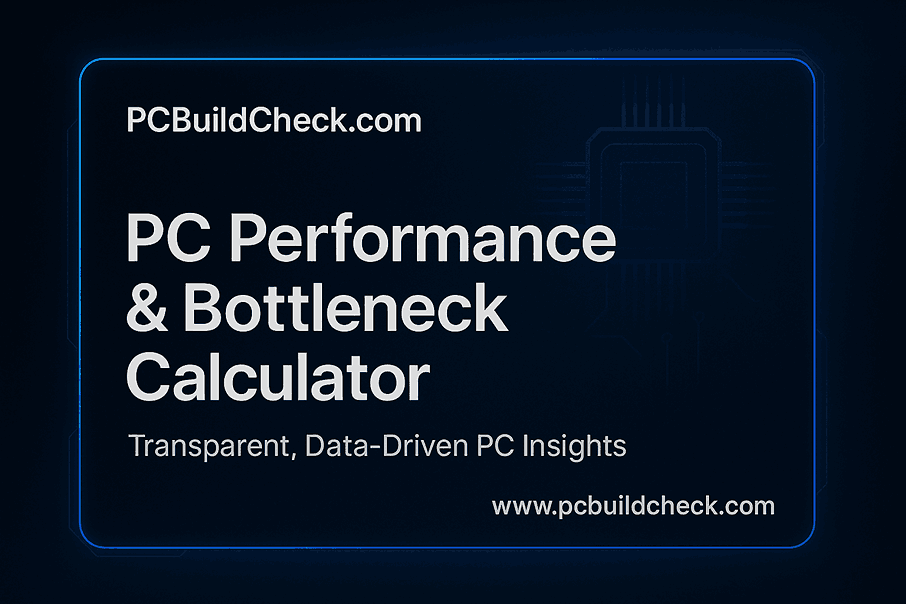 PCBuildCheck.com
PC Performance
& Bottleneck
Calculator
Transparent, Data-Driven PC Insights
www.pcbuildcheck.com